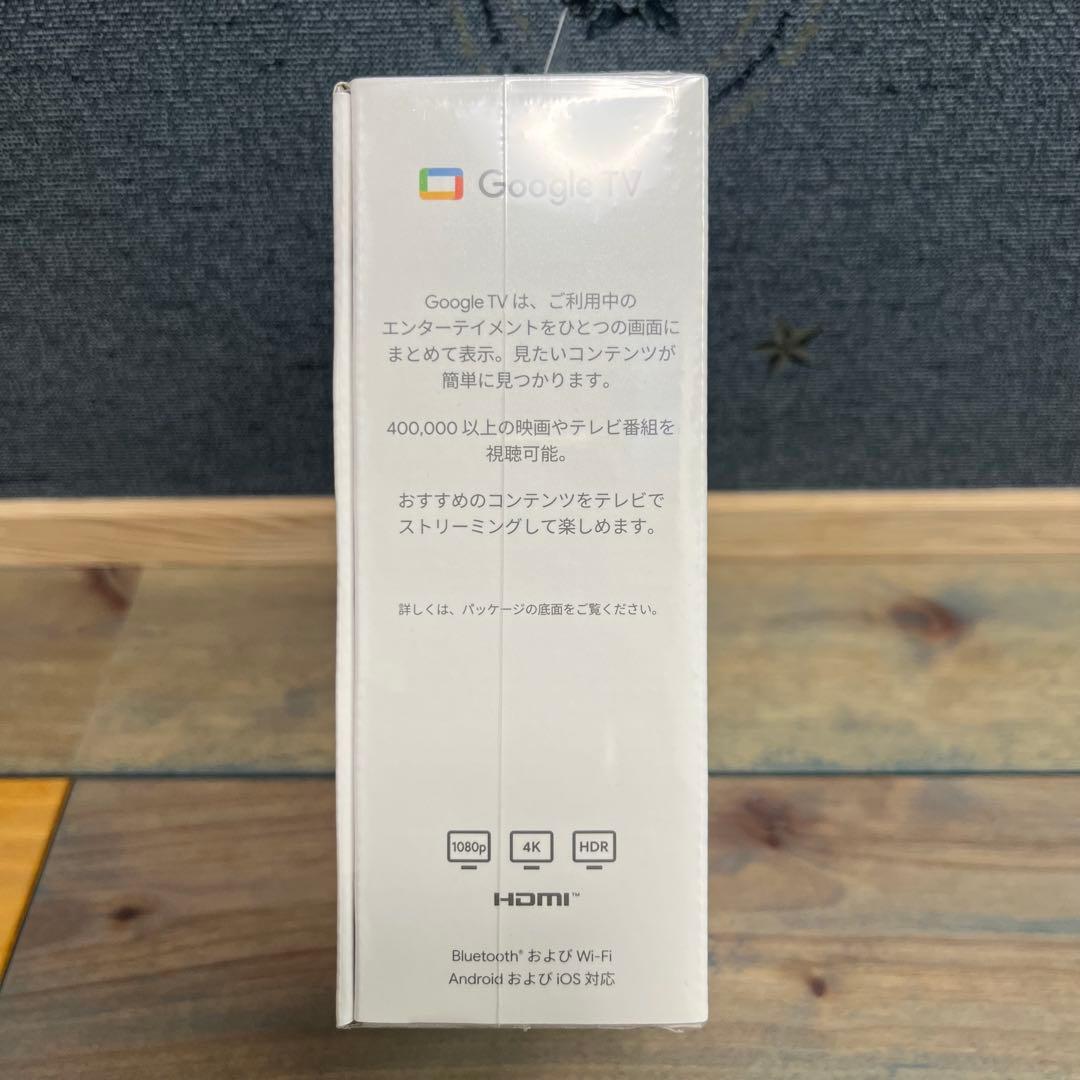 Google TV
Google TV は、ご利用中の
エンターテイメントをひとつの画面に
まとめて表示。見たいコンテンツが
簡単に見つかります。
400,000 以上の映画やテレビ番組を
視聴可能。
おすすめのコンテンツをテレビで
ストリーミングして楽しめます。
詳しくは、パッケージの底面をご覧ください。
1080p 4K HDR
HDMI™
Bluetooth® および Wi-Fi
Android および iOS 対応